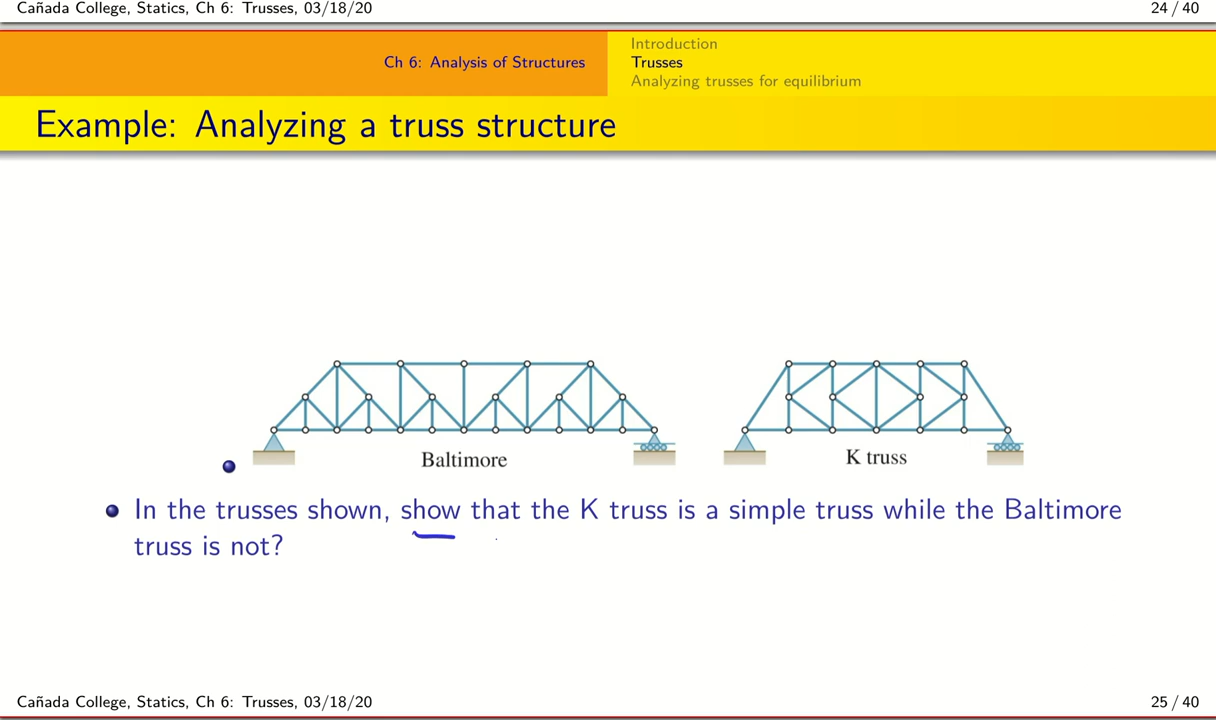 Cañada College, Statics, Ch 6: Trusses, 03/18/20 24 / 40
Introduction
Ch 6: Analysis of Structures Trusses
Analyzing trusses for equilibrium
Example: Analyzing a truss structure
Baltimore K truss
In the trusses shown, show that the K truss is a simple truss while the Baltimore
truss is not?
Cañada College, Statics, Ch 6: Trusses, 03/18/20 25 / 40